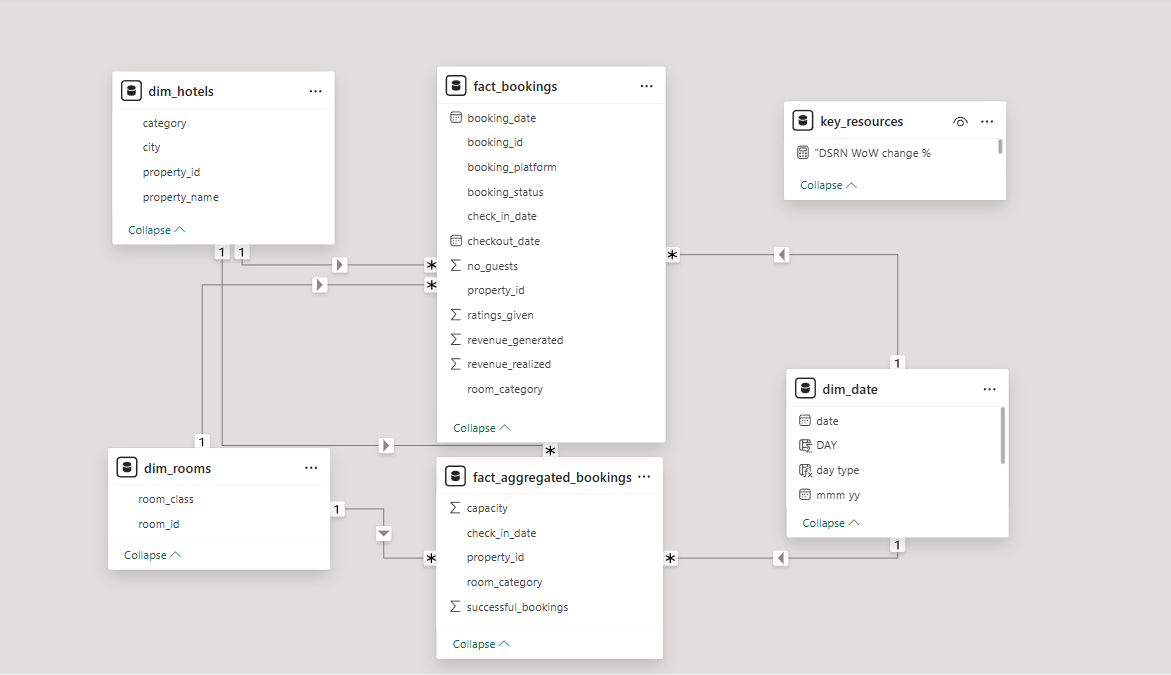 dim_hotels
category
city
property_id
property_name
Collapse
fact_bookings
booking_date
booking_id
booking_platform
booking_status
check_in_date
checkout_date
no_guests
property_id
ratings_given
revenue_generated
revenue_realized
room_category
Collapse
key_resources
"DSRN WoW change %
Collapse
1
1
*
*
*
1
1
*
dim_date
date
DAY
day type
mmm yy
Collapse
1
dim_rooms
room_class
room_id
Collapse
1
*
*
fact_aggregated_bookings
capacity
check_in_date
property_id
room_category
successful_bookings
Collapse